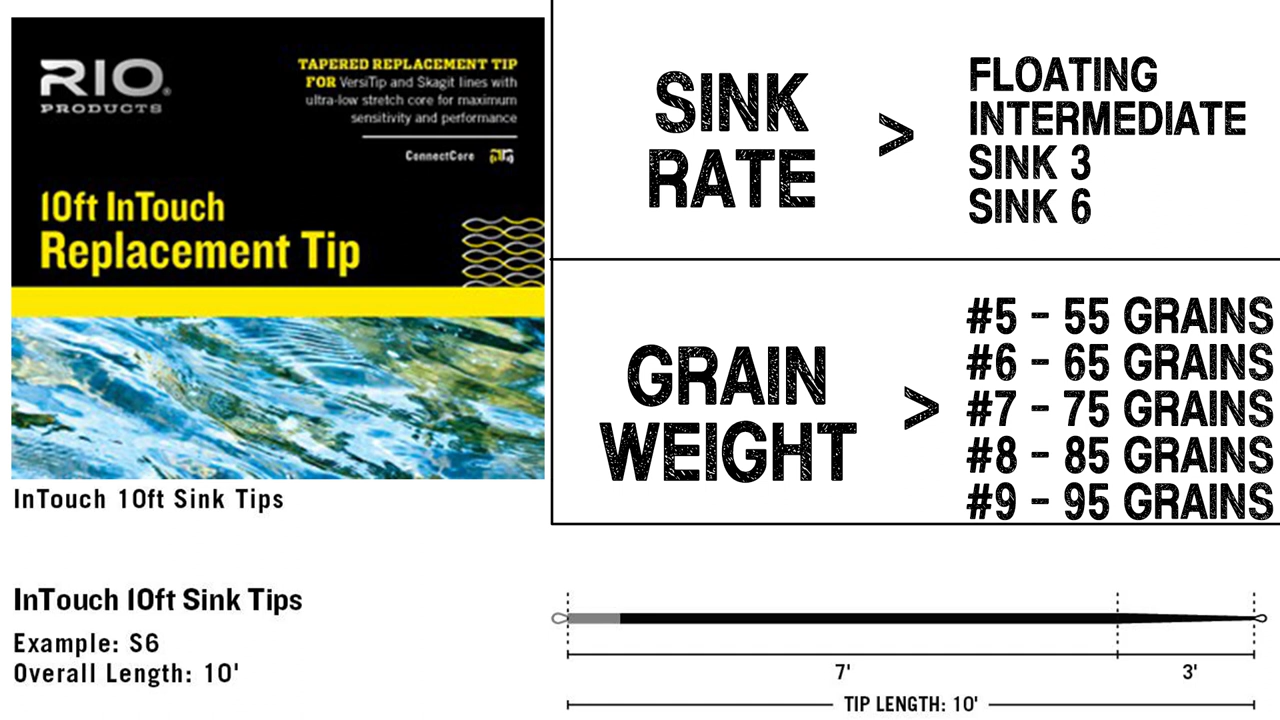 RIO®
PRODUCTS
TAPERED REPLACEMENT TIP
FOR VersiTip and Skagit lines with
ultra-low stretch core for maximum
sensitivity and performance
ConnectCore
10ft InTouch
Replacement Tip
InTouch 10ft Sink Tips
SINK
RATE
>
FLOATING
INTERMEDIATE
SINK 3
SINK 6
GRAIN
WEIGHT
>
#5 - 55 GRAINS
#6 - 65 GRAINS
#7 - 75 GRAINS
#8 - 85 GRAINS
#9 - 95 GRAINS
InTouch 10ft Sink Tips
Example: S6
Overall Length: 10'
7'
3'
TIP LENGTH: 10'